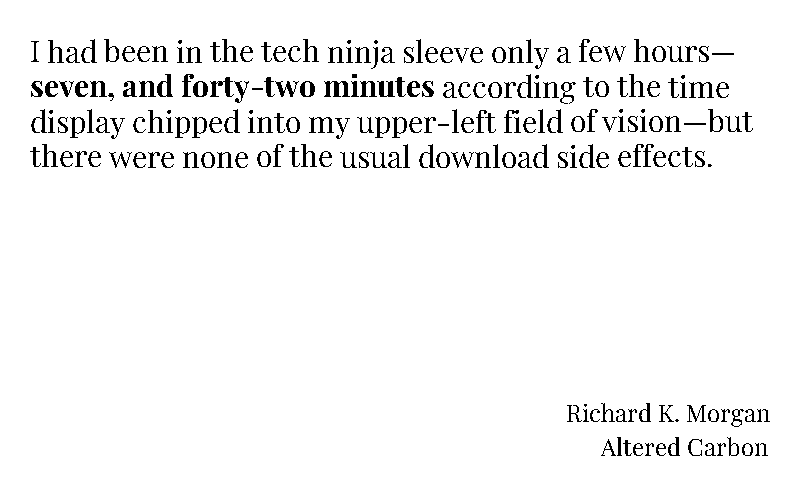 I had been in the tech ninja sleeve only a few hours—
seven, and forty-two minutes according to the time
display chipped into my upper-left field of vision—but
there were none of the usual download side effects.
Richard K. Morgan
Altered Carbon